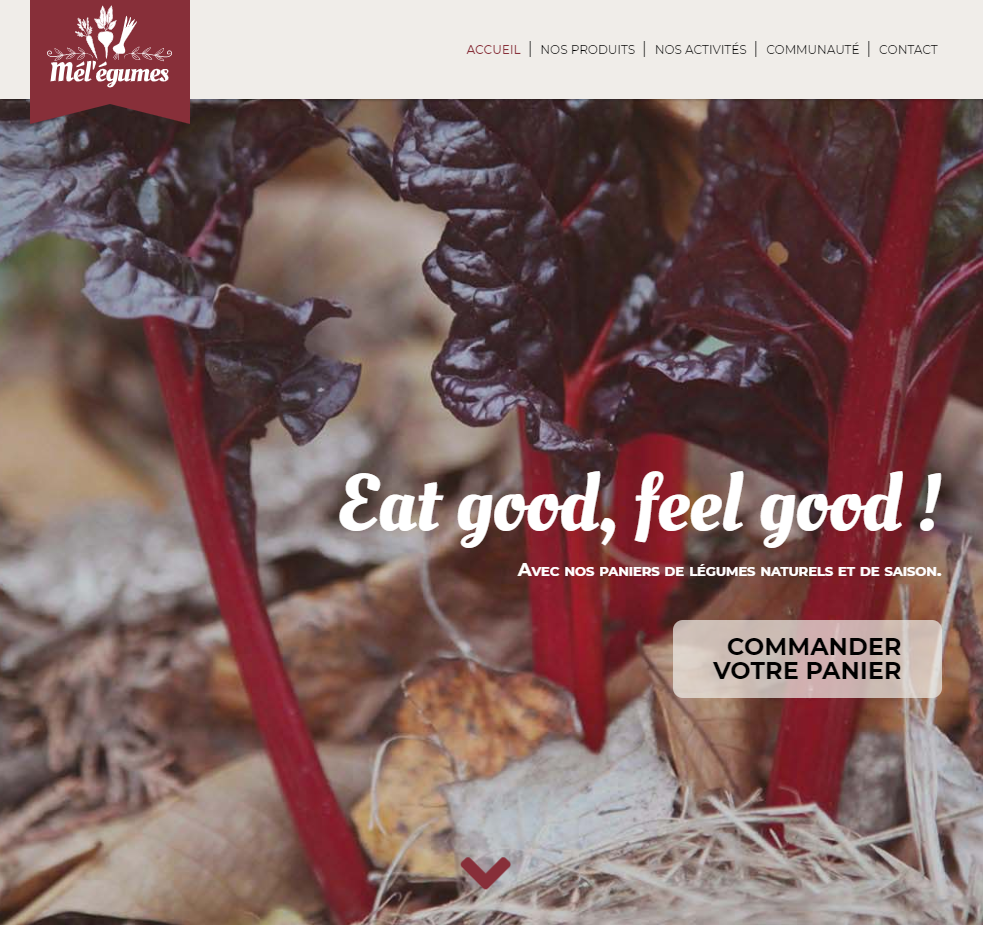 Mél'égumes
ACCUEIL | NOS PRODUITS | NOS ACTIVITÉS | COMMUNAUTÉ | CONTACT
Eat good, feel good !
Avec nos paniers de légumes naturels et de saison.
COMMANDER
VOTRE PANIER